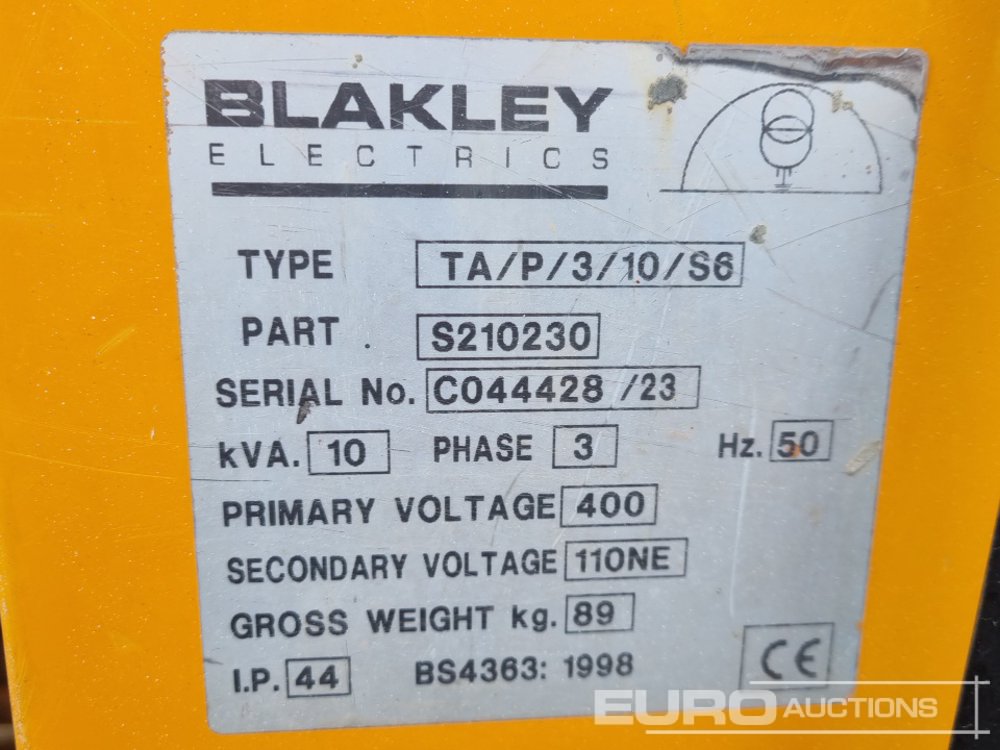 BLAKLEY
ELECTRICS
TYPE TA/P/3/10/S6
PART . S210230
SERIAL No. C044428 /23
kVA. 10 PHASE 3 Hz. 50
PRIMARY VOLTAGE 400
SECONDARY VOLTAGE 110NE
GROSS WEIGHT kg. 89
I.P. 44 BS4363: 1998 CE
EURO AUCTIONS